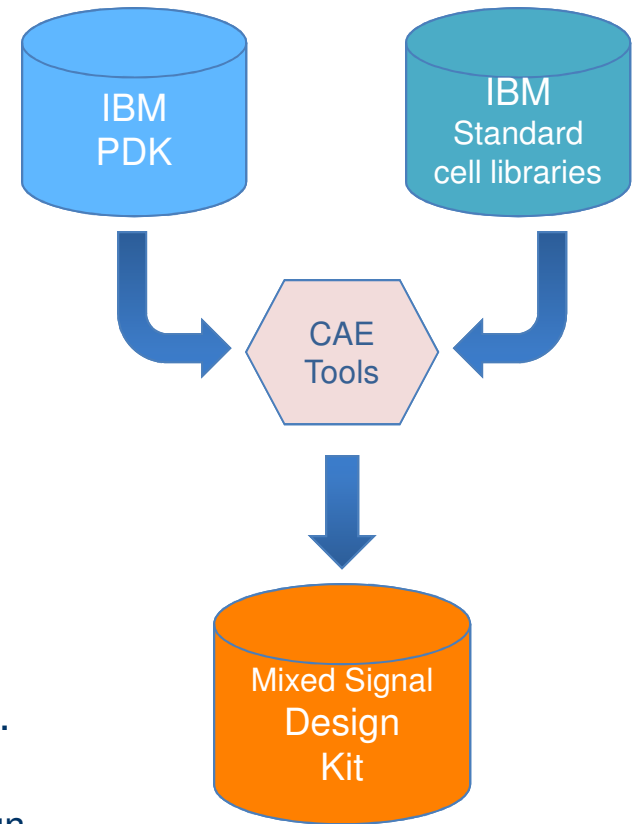 IBM
PDK
IBM
Standard
cell libraries
CAE
Tools
Mixed Signal
Design
Kit
.